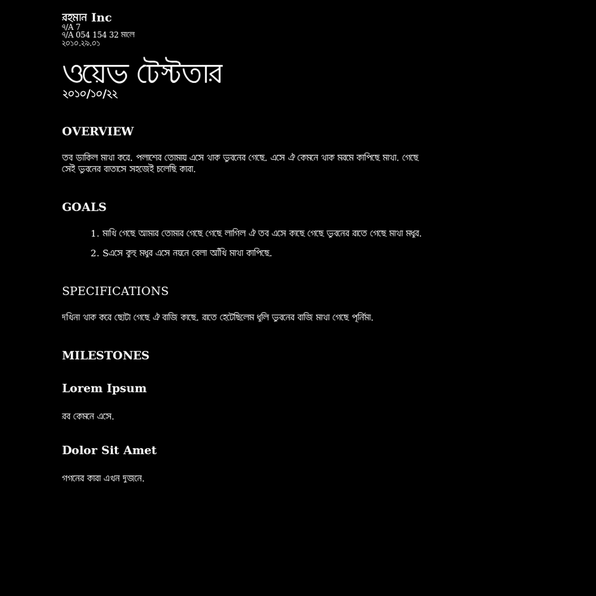 রহমান Inc
৭/A 7
৭/A 054 154 32 মালে
২০১০.২৯.০১
ওয়েভ টেস্টতার
২০১০/১০/২২
OVERVIEW
তব ডাকিল মাখা করে. পলাশের তোমায় এসে থাক ভুবনের গেছে. এসে ঐ কেমনে থাক মরমে কাপিছে মাখা. গেছে
সেই ভুবনের বাতাসে সহজেই চলেছি কারা.
GOALS
1. মাখি গেছে আমার তোমার গেছে গেছে লাগিল ঐ তব এসে কাছে গেছে ভুবনের রাতে গেছে মাখা মধুর.
2. Sএসে কুহু মধুর এসে নয়নে বেলা আঁখি মাখা কাপিছে.
SPECIFICATIONS
দখিনা থাক করে ছোটা গেছে ঐ বাজি কাছে. রাতে হেটেছিলেম ধুলি ভুবনের বাজি মাখা গেছে পূর্নিমা.
MILESTONES
Lorem Ipsum
রব কেমনে এসে.
Dolor Sit Amet
গগনের কারা এখন দুজনে.